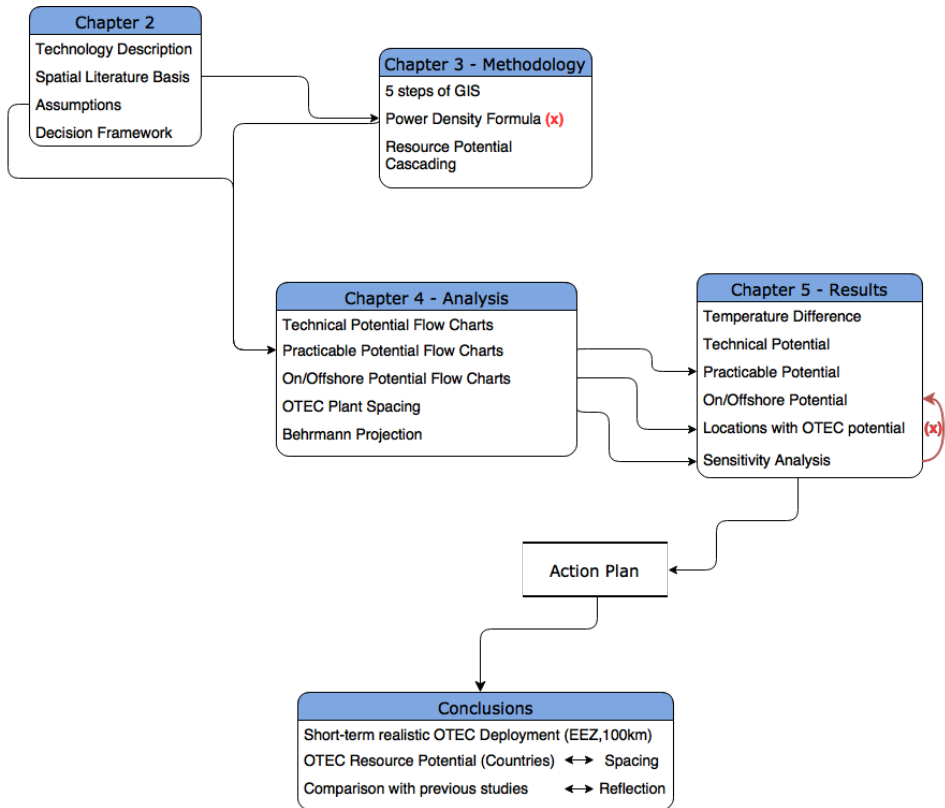 Chapter 2
Technology Description
Spatial Literature Basis
Assumptions
Decision Framework
Chapter 3 - Methodology
5 steps of GIS
Power Density Formula (x)
Resource Potential
Cascading
Chapter 4 - Analysis
Technical Potential Flow Charts
Practicable Potential Flow Charts
On/Offshore Potential Flow Charts
OTEC Plant Spacing
Behrmann Projection
Chapter 5 - Results
Temperature Difference
Technical Potential
Practicable Potential
On/Offshore Potential
Locations with OTEC potential (x)
Sensitivity Analysis
Action Plan
Conclusions
Short-term realistic OTEC Deployment (EEZ,100km)
OTEC Resource Potential (Countries) Spacing
Comparison with previous studies Reflection